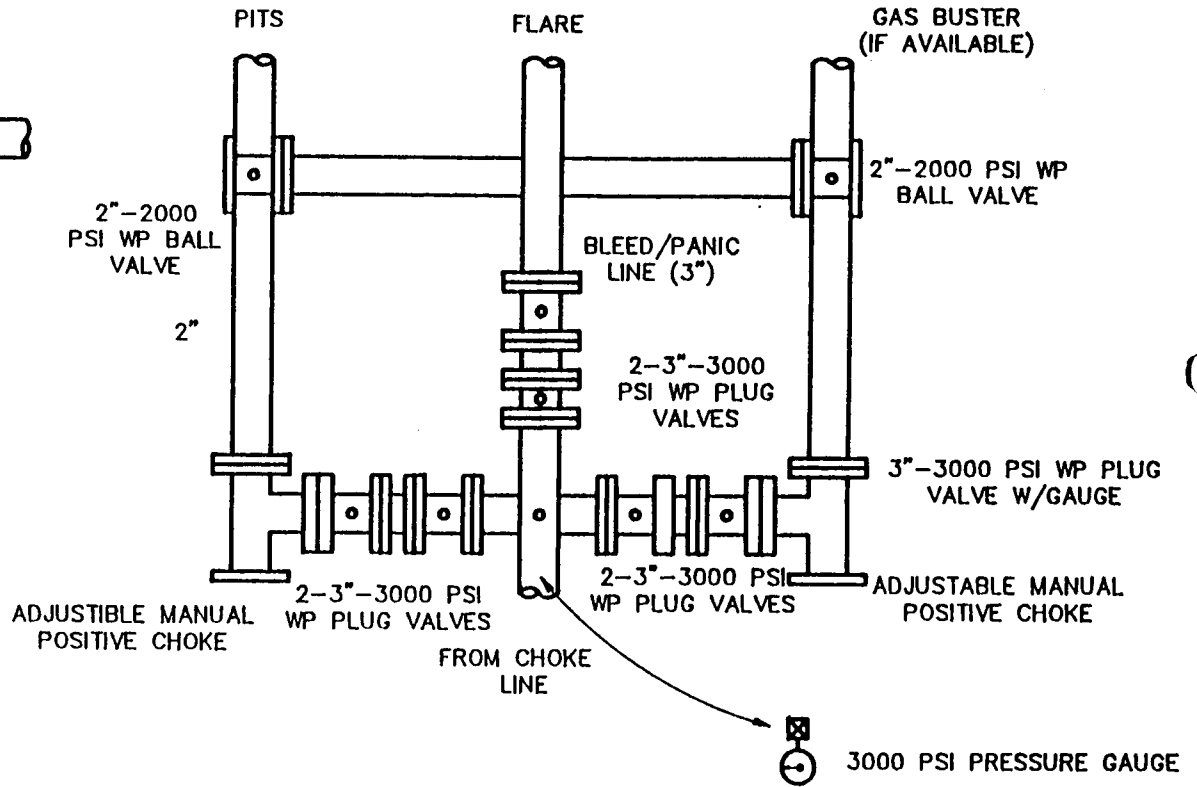 PITS
FLARE
GAS BUSTER
(IF AVAILABLE)
2"-2000 PSI WP
BALL VALVE
2"-2000
PSI WP BALL
VALVE
BLEED/PANIC
LINE (3")
2"
2-3"-3000
PSI WP PLUG
VALVES
3"-3000 PSI WP PLUG
VALVE W/GAUGE
2-3"-3000 PSI
WP PLUG VALVES
2-3"-3000 PSI
WP PLUG VALVES
ADJUSTIBLE MANUAL
POSITIVE CHOKE
ADJUSTABLE MANUAL
POSITIVE CHOKE
FROM CHOKE
LINE
3000 PSI PRESSURE GAUGE